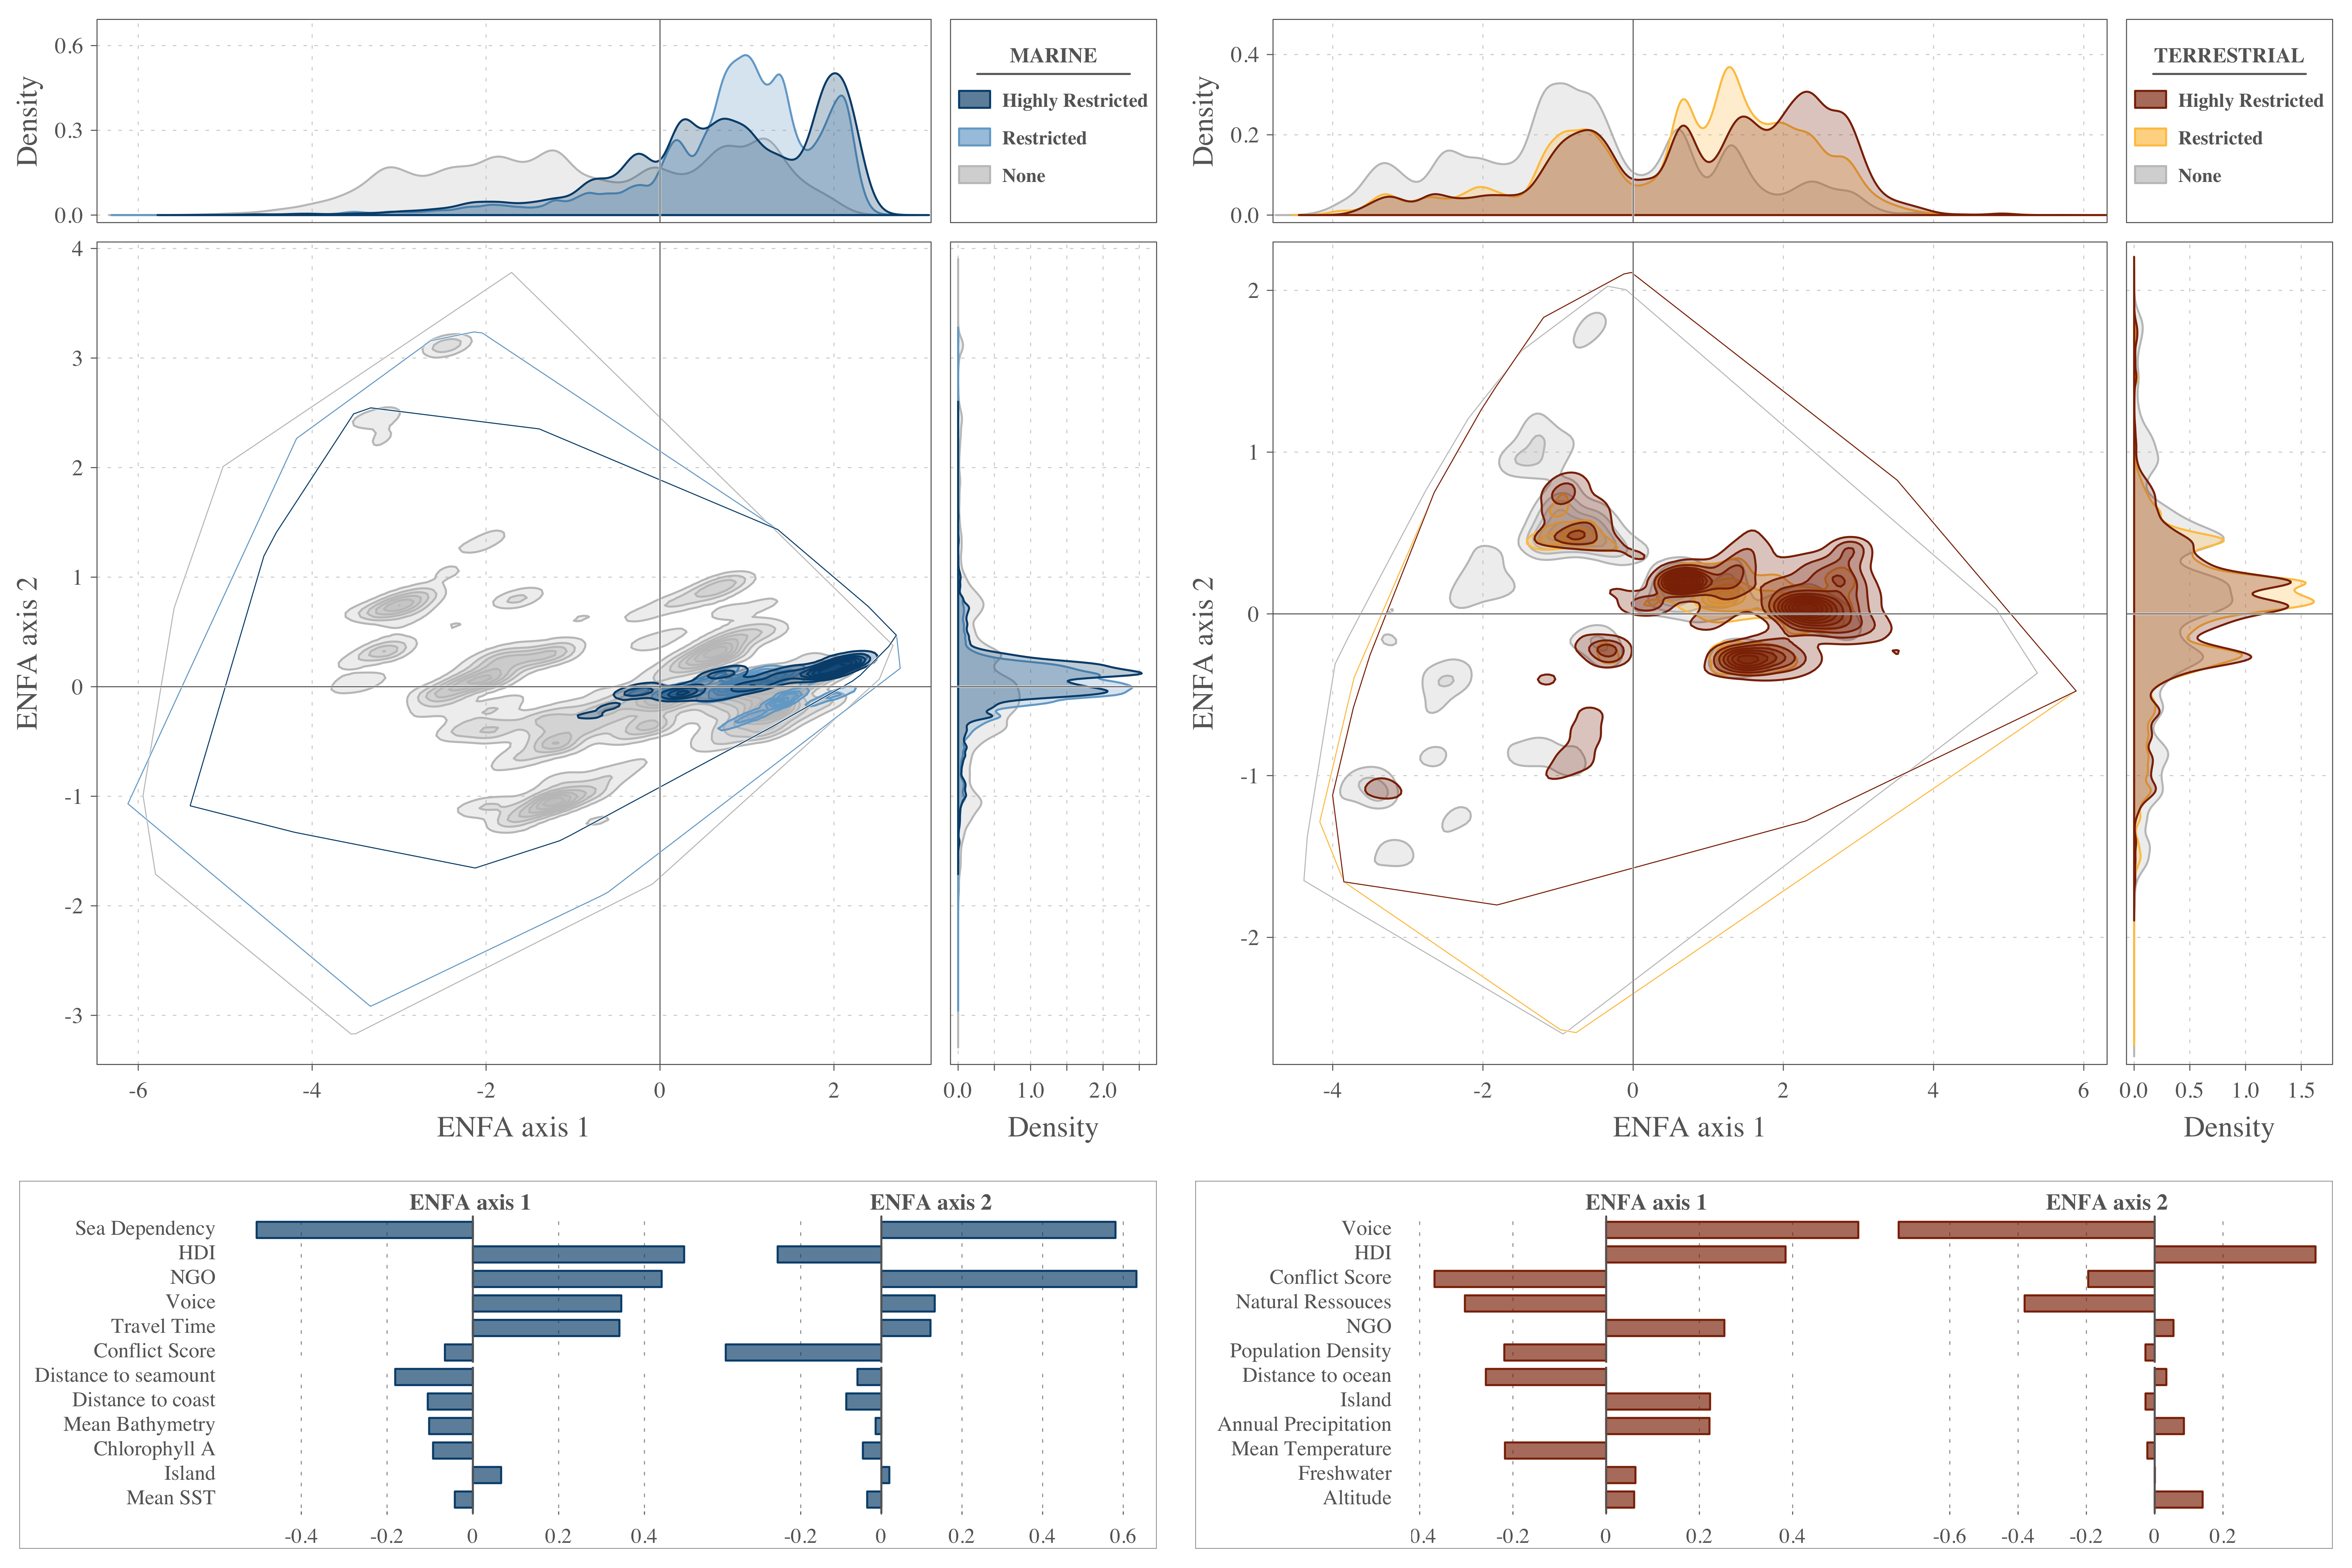 Density
0.6
0.3
0.0
MARINE
Highly Restricted
Restricted
None
ENFA axis 2
4
3
2
1
0
-1
-2
-3
-6 -4 -2 0 2
ENFA axis 1
0.0 1.0 2.0
Density
Density
0.4
0.2
0.0
TERRESTRIAL
Highly Restricted
Restricted
None
ENFA axis 2
2
1
0
-1
-2
-4 -2 0 2 4 6
ENFA axis 1
0.0 0.5 1.0 1.5
Density
ENFA axis 1 ENFA axis 2
Sea Dependency
HDI
NGO
Voice
Travel Time
Conflict Score
Distance to seamount
Distance to coast
Mean Bathymetry
Chlorophyll A
Island
Mean SST
-0.4 -0.2 0 0.2 0.4 -0.2 0 0.2 0.4 0.6
ENFA axis 1 ENFA axis 2
Voice
HDI
Conflict Score
Natural Ressouces
NGO
Population Density
Distance to ocean
Island
Annual Precipitation
Mean Temperature
Freshwater
Altitude
0.4 -0.2 0 0.2 0.4 -0.6 -0.4 -0.2 0 0.2